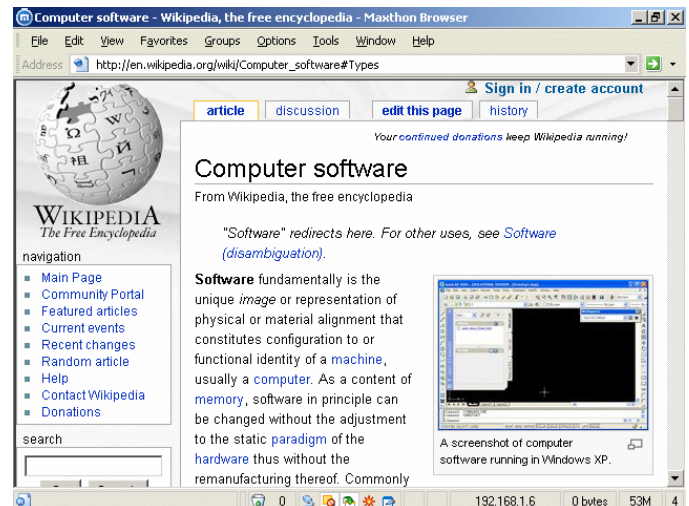 Computer software - Wikipedia, the free encyclopedia - Maxthon Browser
File Edit View Favorites Groups Options Tools Window Help
Address http://en.wikipedia.org/wiki/Computer_software#Types
Sign in / create account
article discussion edit this page history
Your continued donations keep Wikipedia running!
Computer software
From Wikipedia, the free encyclopedia
"Software" redirects here. For other uses, see Software
(disambiguation).
WIKIPEDIA
The Free Encyclopedia
navigation
Main Page
Community Portal
Featured articles
Current events
Recent changes
Random article
Help
Contact Wikipedia
Donations
search
Software fundamentally is the
unique image or representation of
physical or material alignment that
constitutes configuration to or
functional identity of a machine,
usually a computer. As a content of
memory, software in principle can
be changed without the adjustment
to the static paradigm of the
hardware thus without the
remanufacturing thereof. Commonly
A screenshot of computer
software running in Windows XP.
0 192.168.1.6 0 bytes 53M 4